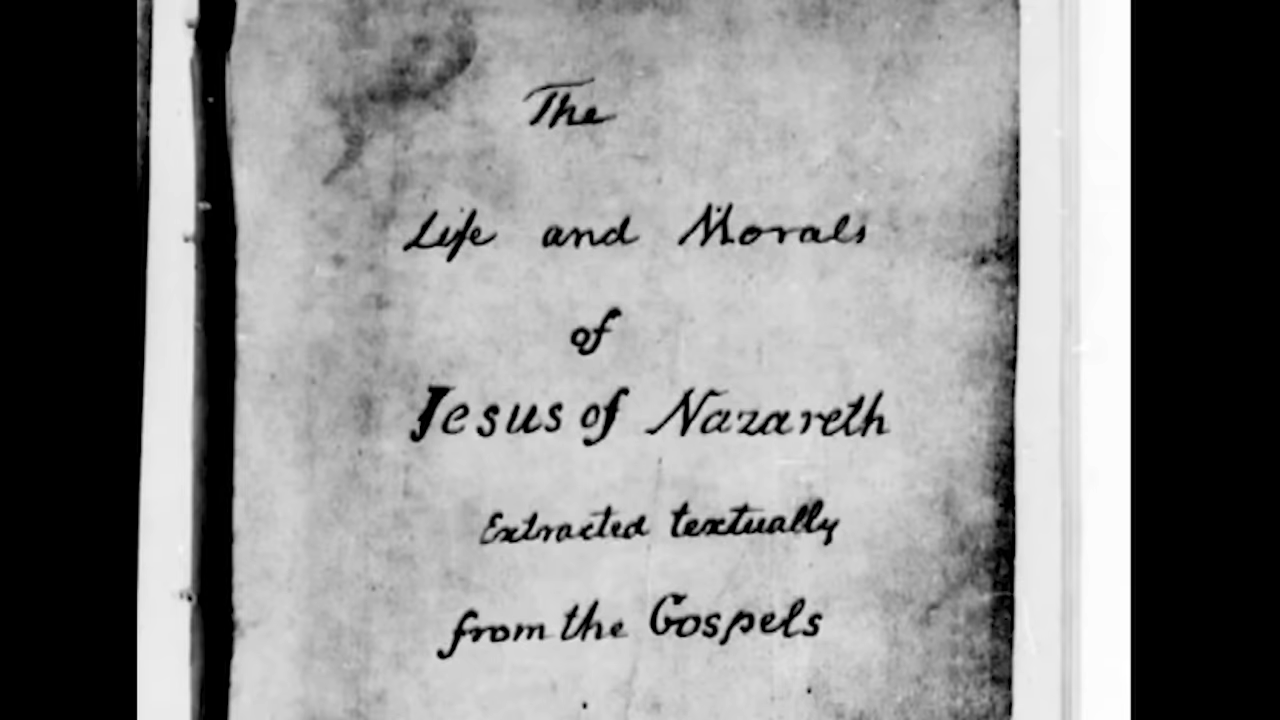 The
Life and Morals
of
Jesus of Nazareth
Extracted textually
from the Gospels